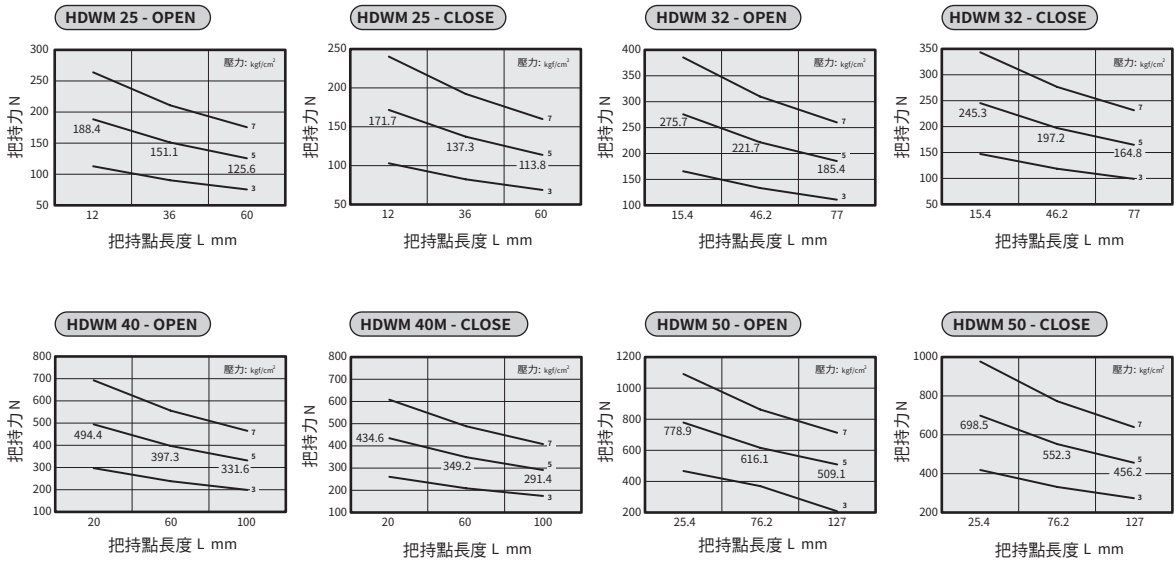 HDWM 25 - OPEN
300
250
200
150
100
50
壓力: kgf/cm²
188.4
151.1
125.6
7
5
3
12 36 60
把持力 N
把持點長度 L mm
HDWM 25 - CLOSE
250
200
150
100
50
壓力: kgf/cm²
171.7
137.3
113.8
7
5
3
12 36 60
把持力 N
把持點長度 L mm
HDWM 32 - OPEN
400
350
300
250
200
150
100
壓力: kgf/cm²
275.7
221.7
185.4
7
5
3
15.4 46.2 77
把持力 N
把持點長度 L mm
HDWM 32 - CLOSE
350
300
250
200
150
100
50
壓力: kgf/cm²
245.3
197.2
164.8
7
5
3
15.4 46.2 77
把持力 N
把持點長度 L mm
HDWM 40 - OPEN
800
700
600
500
400
300
200
100
壓力: kgf/cm²
494.4
397.3
331.6
7
5
3
20 60 100
把持力 N
把持點長度 L mm
HDWM 40M - CLOSE
800
700
600
500
400
300
200
100
壓力: kgf/cm²
434.6
349.2
291.4
7
5
3
20 60 100
把持力 N
把持點長度 L mm
HDWM 50 - OPEN
1200
1000
800
600
400
200
壓力: kgf/cm²
778.9
616.1
509.1
7
5
3
25.4 76.2 127
把持力 N
把持點長度 L mm
HDWM 50 - CLOSE
1000
800
600
400
200
壓力: kgf/cm²
698.5
552.3
456.2
7
5
3
25.4 76.2 127
把持力 N
把持點長度 L mm